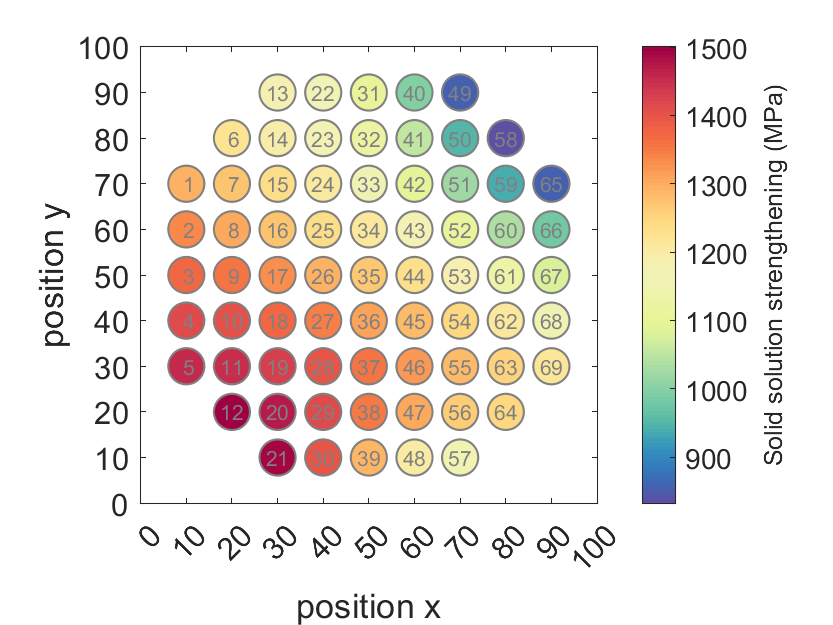 100
90
80
70
60
50
40
30
20
10
0
position y
13 22 31 40 49
6 14 23 32 41 50 58
1 7 15 24 33 42 51 59 65
2 8 16 25 34 43 52 60 66
3 9 17 26 35 44 53 61 67
4 10 18 27 36 45 54 62 68
5 11 19 28 37 46 55 63 69
12 20 29 38 47 56 64
21 30 39 48 57
0 10 20 30 40 50 60 70 80 90 100
position x
1500
1400
1300
1200
1100
1000
900
Solid solution strengthening (MPa)